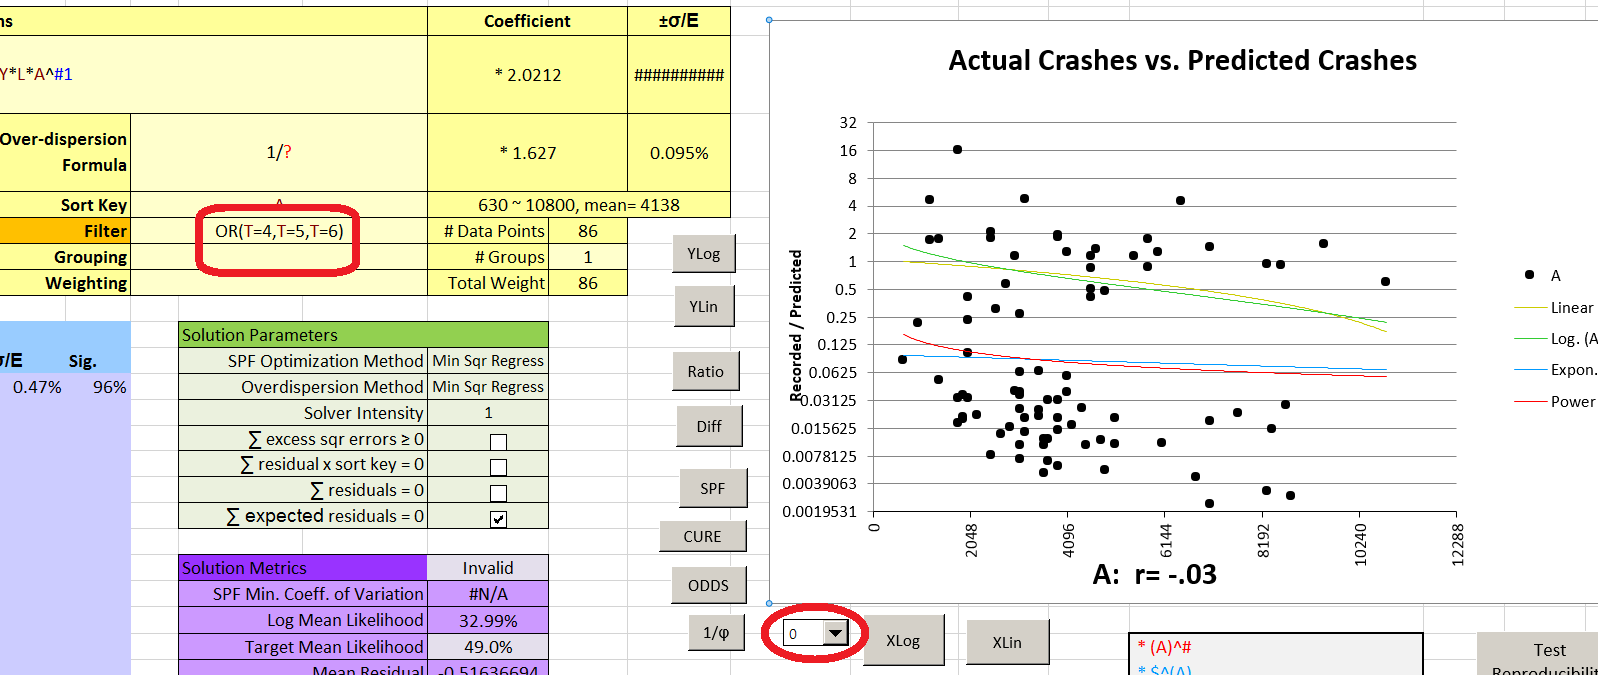 ns Coefficient ±σ/E
Y*L*A^#1 * 2.0212 ##########
Over-dispersion Formula 1/? * 1.627 0.095%
Sort Key A 630 ~ 10800, mean= 4138
Filter OR(T=4,T=5,T=6) # Data Points 86
Grouping # Groups 1
Weighting Total Weight 86
σ/E Sig.
0.47% 96%
Solution Parameters
SPF Optimization Method Min Sqr Regress
Overdispersion Method Min Sqr Regress
Solver Intensity 1
∑ excess sqr errors ≥ 0
∑ residual x sort key = 0
∑ residuals = 0
∑ expected residuals = 0
Solution Metrics Invalid
SPF Min. Coeff. of Variation #N/A
Log Mean Likelihood 32.99%
Target Mean Likelihood 49.0%
Mean Residual -0.51636694
YLog
YLin
Ratio
Diff
SPF
CURE
ODDS
1/φ
0
XLog
XLin
Actual Crashes vs. Predicted Crashes
Recorded / Predicted
32
16
8
4
2
1
0.5
0.25
0.125
0.0625
0.03125
0.015625
0.0078125
0.0039063
0.0019531
0 2048 4096 6144 8192 10240 12288
A: r= -.03
A
Linear
Log. (A
Expon.
Power
* (A)^#
* $^(A)
Test
Reproducibili